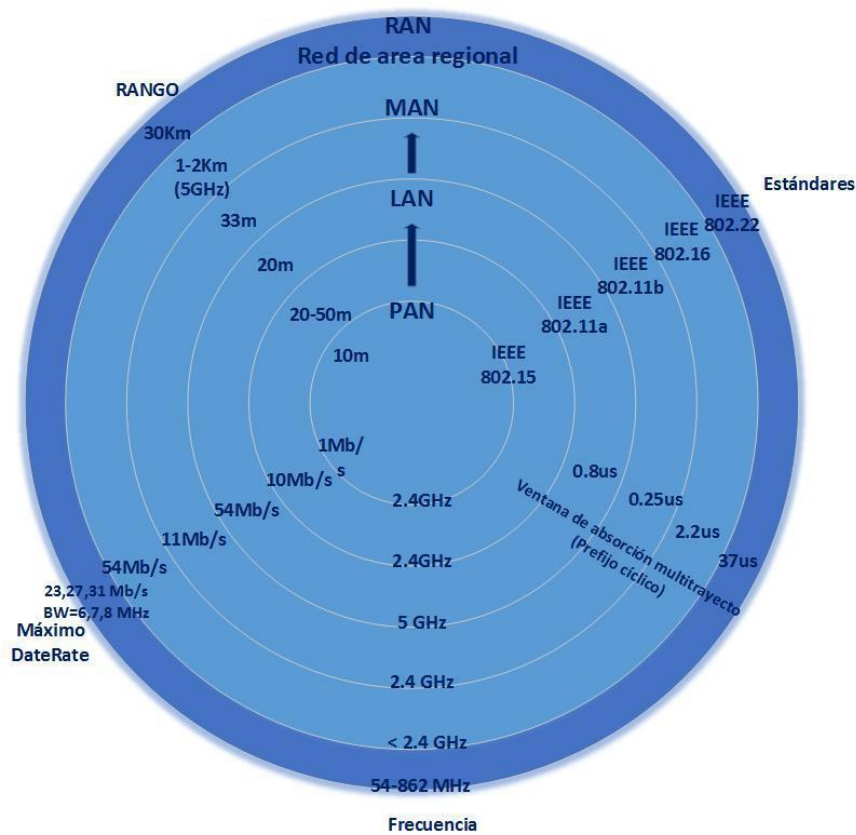 RAN
Red de area regional
RANGO
30Km
MAN
1-2Km
(5GHz)
Estándares
LAN
IEEE
802.22
33m
IEEE
802.16
20m
IEEE
802.11b
20-50m
PAN
IEEE
802.11a
10m
IEEE
802.15
1Mb/
s
10Mb/s
0.8us
2.4GHz
54Mb/s
0.25us
Ventana de absorción multitrayecto
(Prefijo cíclico)
11Mb/s
2.2us
2.4GHz
37us
54Mb/s
23,27,31 Mb/s
BW=6,7,8 MHz
Máximo
DateRate
5 GHz
2.4 GHz
< 2.4 GHz
54-862 MHz
Frecuencia